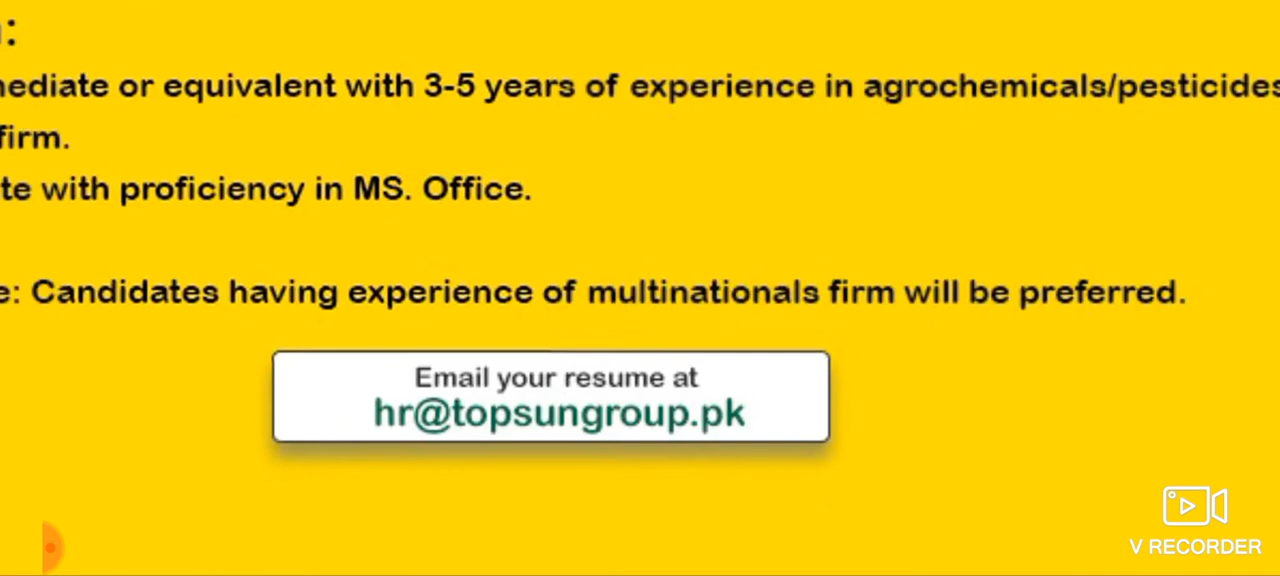 :
mediate or equivalent with 3-5 years of experience in agrochemicals/pesticides
firm.
te with proficiency in MS. Office.
e: Candidates having experience of multinationals firm will be preferred.
Email your resume at
hr@topsungroup.pk
V RECORDER